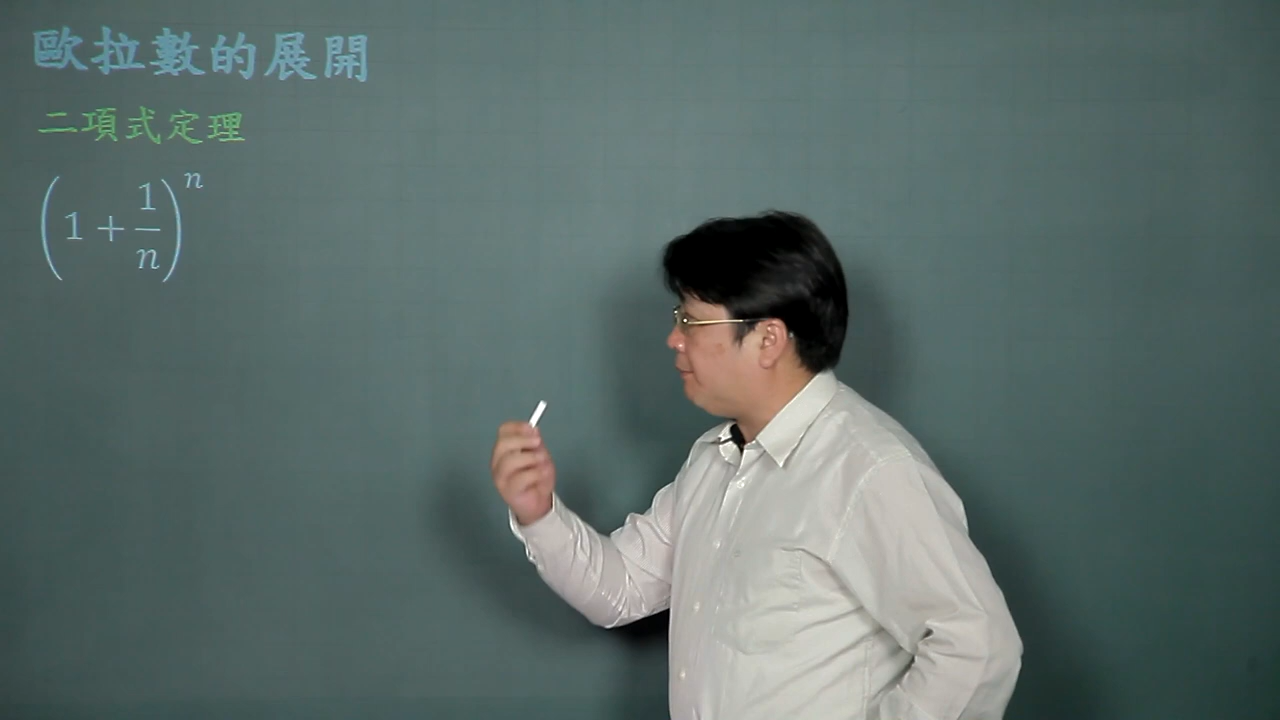 歐拉數的展開
二項式定理
(1 + 1/n)^n